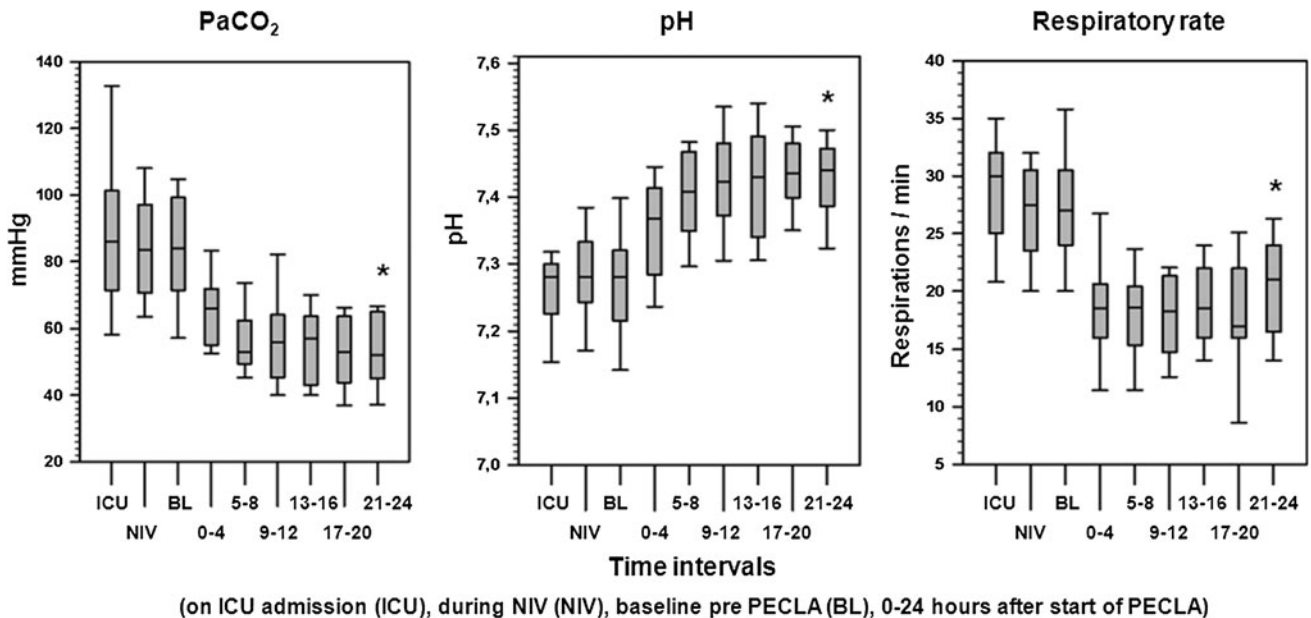 PaCO₂
pH
Respiratory rate
140
120
100
80
60
40
20
mmHg
ICU
BL
5-8
13-16
21-24
NIV
0-4
9-12
17-20
*
7,6
7,5
7,4
7,3
7,2
7,1
7,0
pH
ICU
BL
5-8
13-16
21-24
NIV
0-4
9-12
17-20
*
40
35
30
25
20
15
10
5
Respirations / min
ICU
BL
5-8
13-16
21-24
NIV
0-4
9-12
17-20
*
Time intervals
(on ICU admission (ICU), during NIV (NIV), baseline pre PECLA (BL), 0-24 hours after start of PECLA)